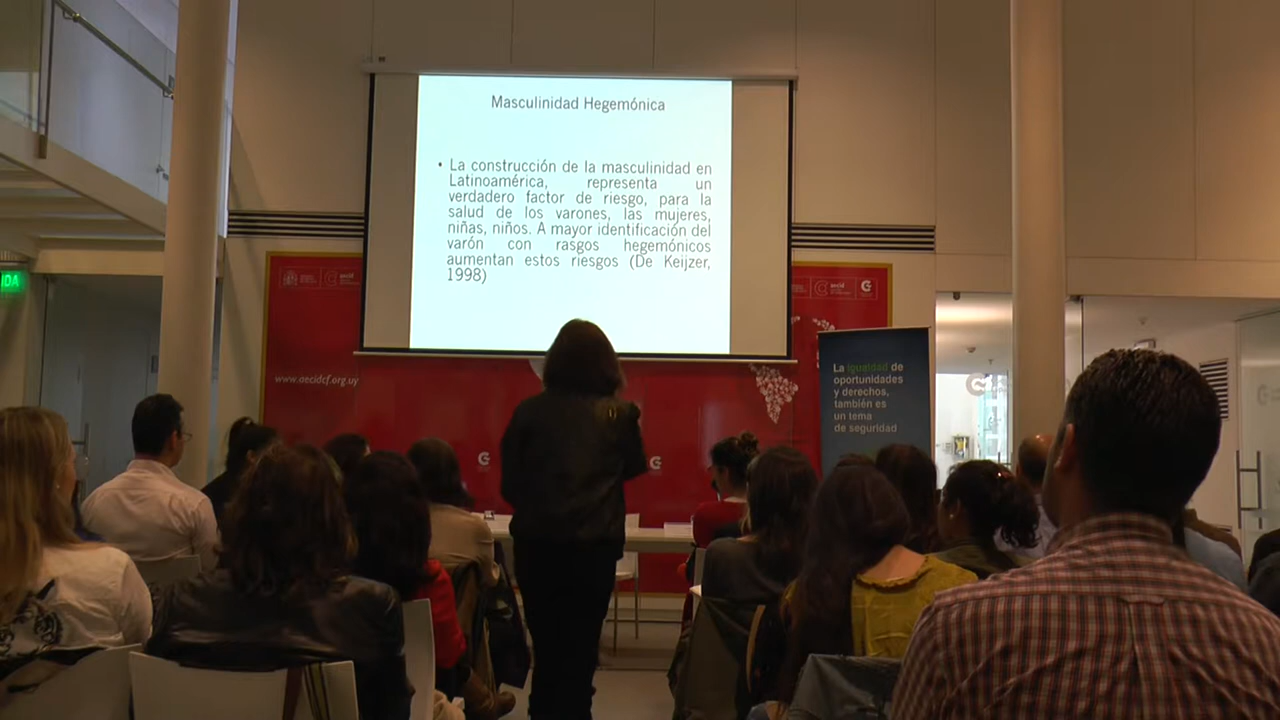 Masculinidad Hegemónica
• La construcción de la masculinidad en
Latinoamérica, representa un
verdadero factor de riesgo, para la
salud de los varones, las mujeres,
niñas, niños. A mayor identificación del
varón con rasgos hegemónicos
aumentan estos riesgos (De Keijzer,
1998)
IDA
aecid
aecid
www.aecidcf.org.uy
La igualdad de
oportunidades
y derechos,
también es
un tema
de seguridad